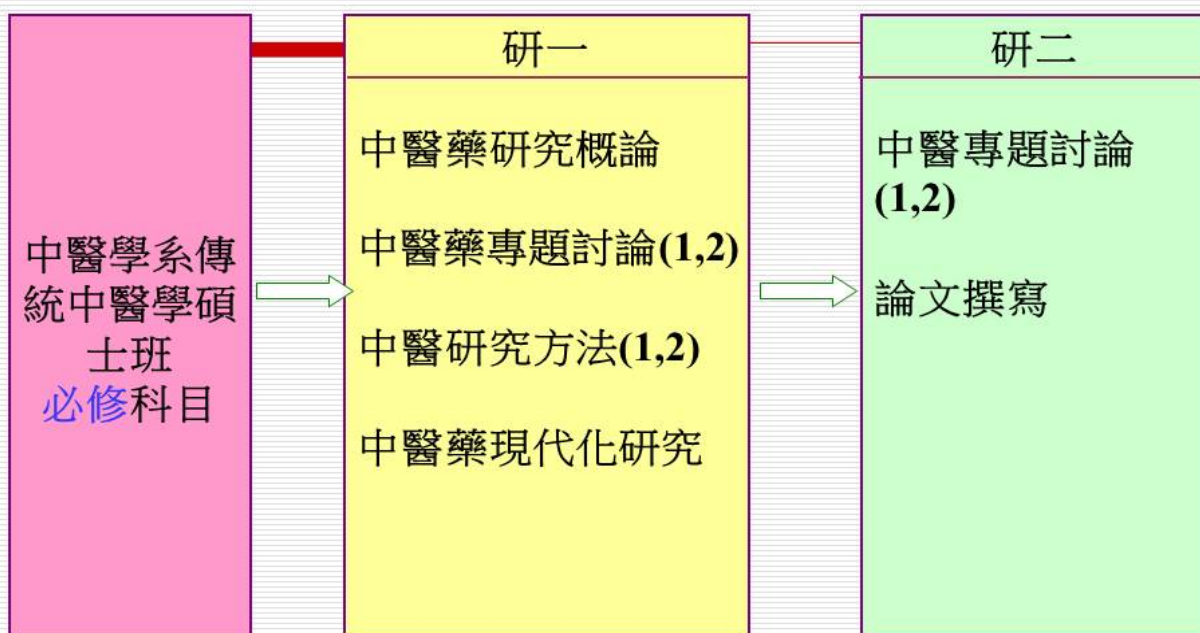 中醫學系傳
統中醫學碩
士班
必修科目
研一
中醫藥研究概論
中醫藥專題討論(1,2)
中醫研究方法(1,2)
中醫藥現代化研究
研二
中醫專題討論
(1,2)
論文撰寫